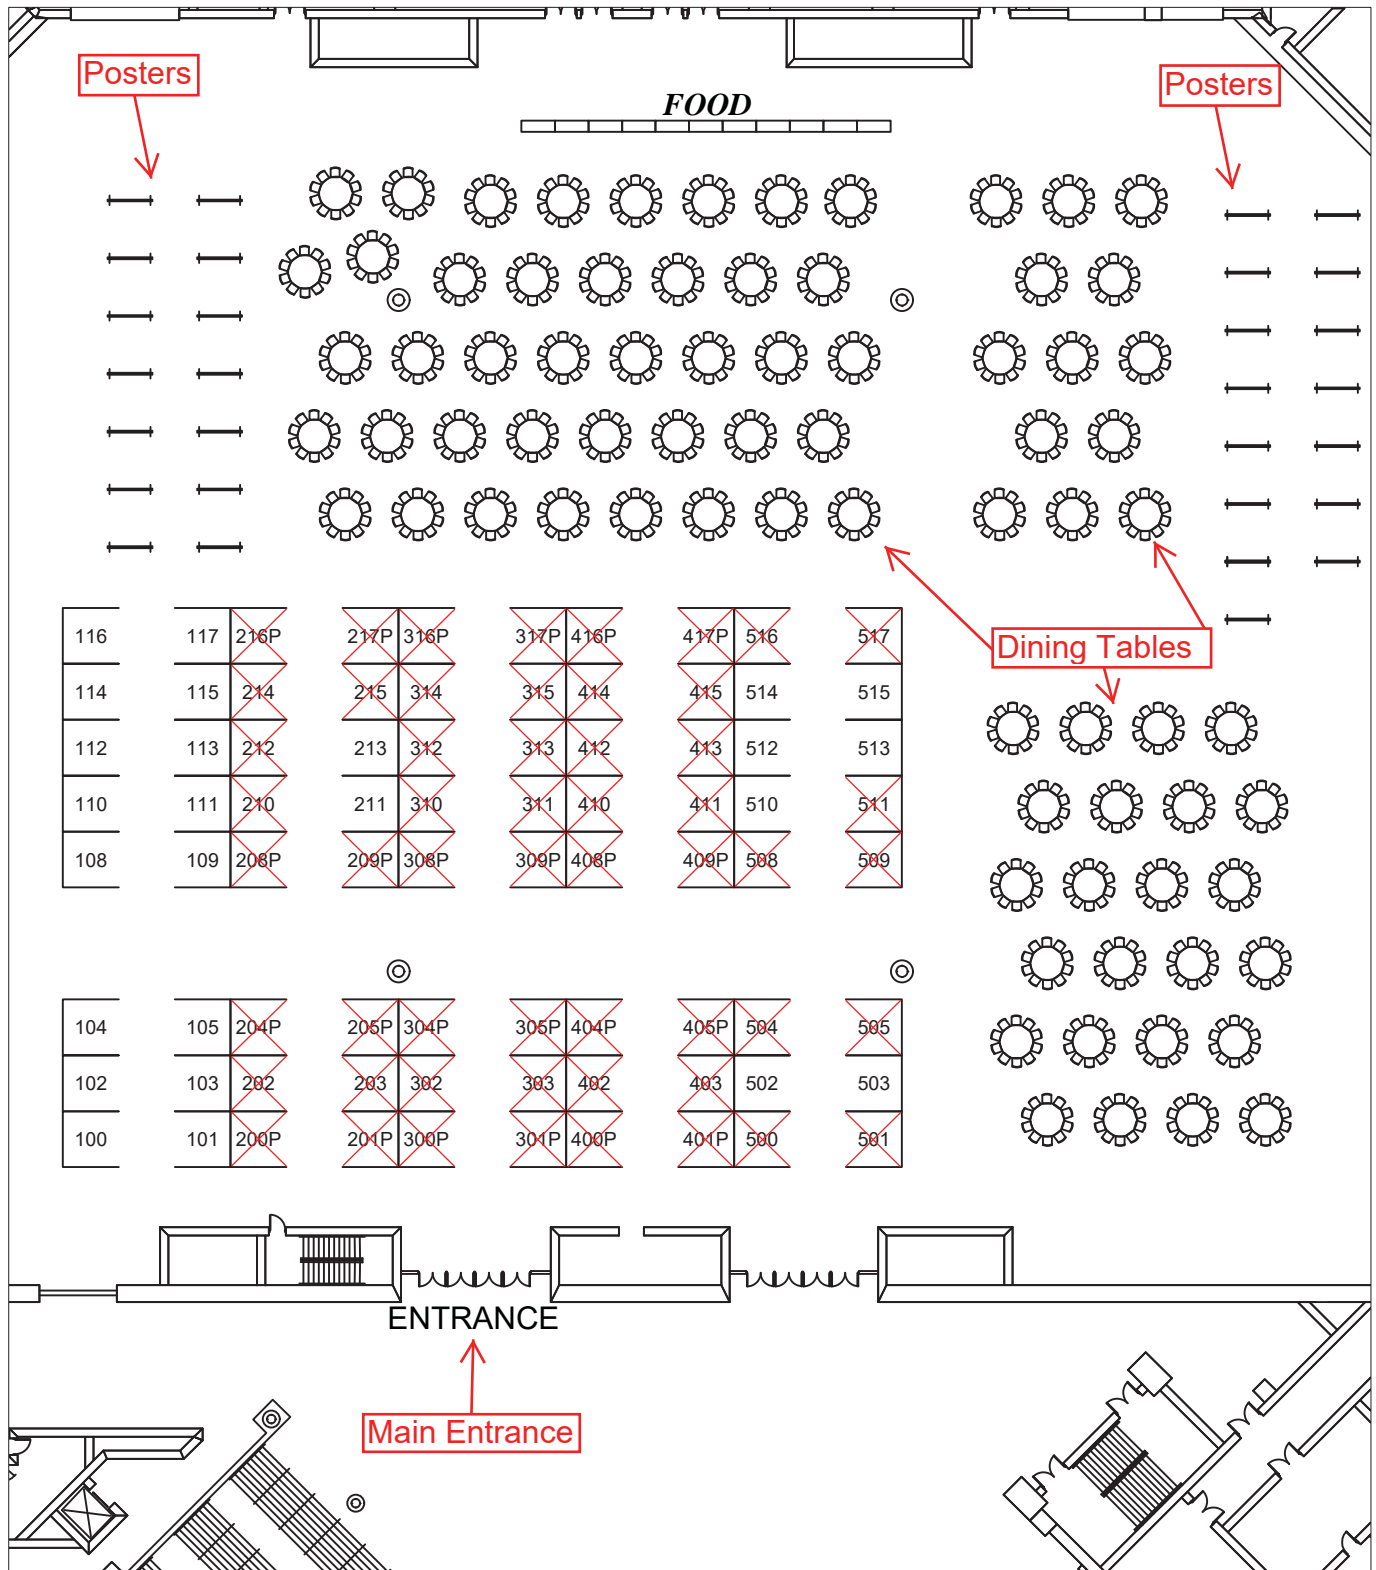 Posters
Posters
FOOD
116 117 216P 217P 316P 317P 416P 417P 516 517
Dining Tables
114 115 214 215 314 315 414 415 514 515
112 113 212 213 312 313 412 413 512 513
110 111 210 211 310 311 410 411 510 511
108 109 208P 209P 308P 309P 408P 409P 508 509
104 105 204P 205P 304P 305P 404P 405P 504 505
102 103 202 203 302 303 402 403 502 503
100 101 200P 201P 300P 301P 400P 401P 500 501
ENTRANCE
Main Entrance